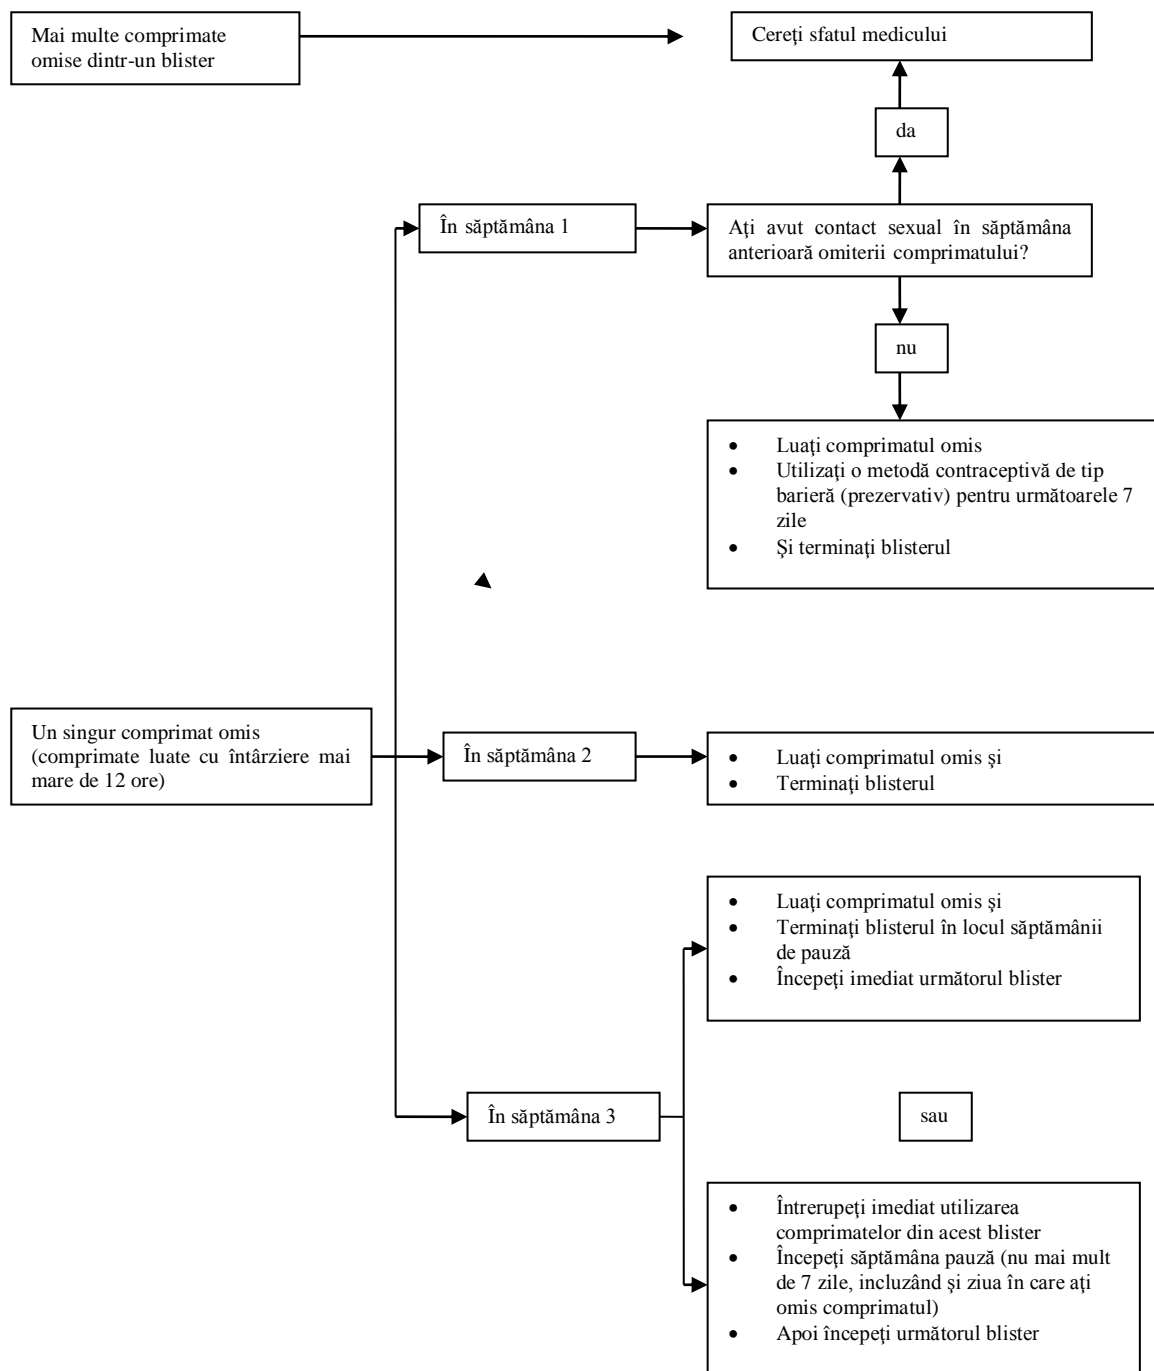 Mai multe comprimate
omise dintr-un blister
Cereţi sfatul medicului
da
În săptămâna 1
Aţi avut contact sexual în săptămâna
anterioară omiterii comprimatului?
nu
• Luaţi comprimatul omis
• Utilizaţi o metodă contraceptivă de tip
barieră (prezervativ) pentru următoarele 7
zile
• Şi terminaţi blisterul
Un singur comprimat omis
(comprimate luate cu întârziere mai
mare de 12 ore)
În săptămâna 2
• Luaţi comprimatul omis şi
• Terminaţi blisterul
• Luaţi comprimatul omis şi
• Terminaţi blisterul în locul săptămânii
de pauză
• Începeţi imediat următorul blister
În săptămâna 3
sau
• Întrerupeţi imediat utilizarea
comprimatelor din acest blister
• Începeţi săptămâna pauză (nu mai mult
de 7 zile, incluzând şi ziua în care aţi
omis comprimatul)
• Apoi începeţi următorul blister